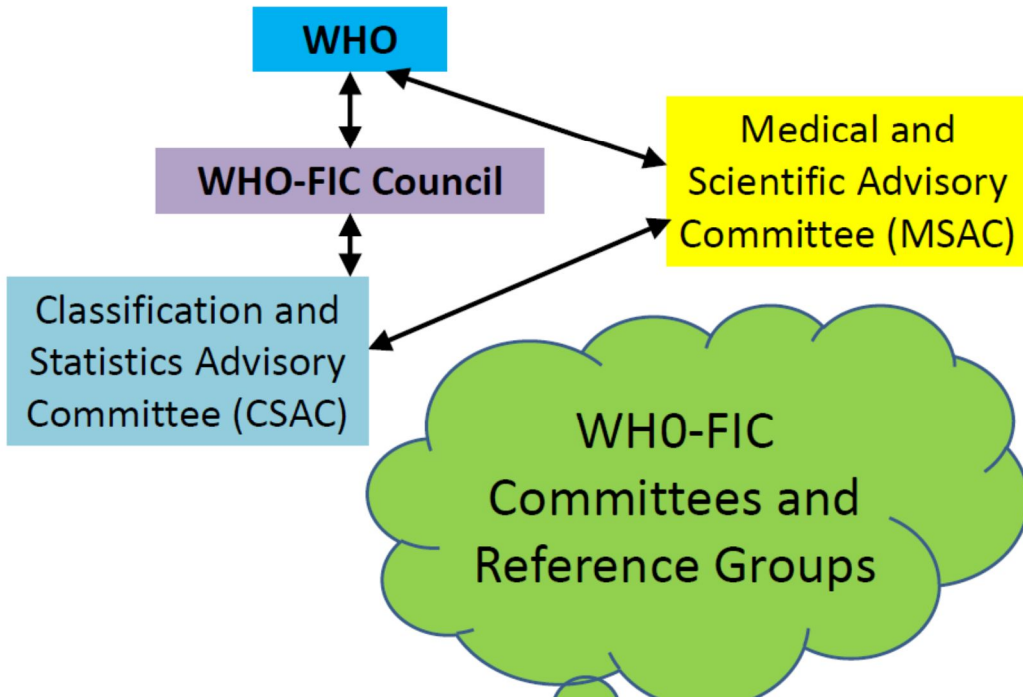 WHO
WHO-FIC Council
Medical and
Scientific Advisory
Committee (MSAC)
Classification and
Statistics Advisory
Committee (CSAC)
WH0-FIC
Committees and
Reference Groups